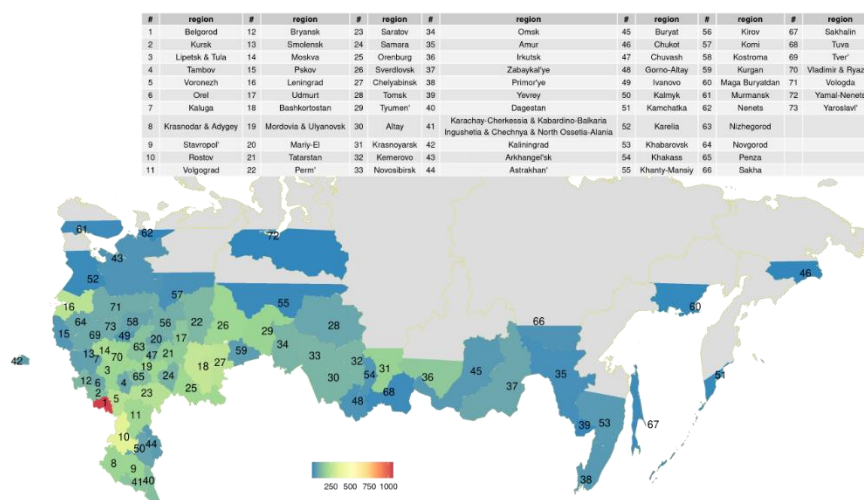 # region # region # region # region # region # region # region
1 Belgorod 12 Bryansk 23 Saratov 34 Omsk 45 Buryat 56 Kirov 67 Sakhalin
2 Kursk 13 Smolensk 24 Samara 35 Amur 46 Chukot 57 Komi 68 Tuva
3 Lipetsk & Tula 14 Moskva 25 Orenburg 36 Irkutsk 47 Chuvash 58 Kostroma 69 Tver'
4 Tambov 15 Pskov 26 Sverdlovsk 37 Zabaykal'ye 48 Gorno-Altay 59 Kurgan 70 Vladimir & Ryaz
5 Voronezh 16 Leningrad 27 Chelyabinsk 38 Primor'ye 49 Ivanovo 60 Maga Buryatdan 71 Vologda
6 Orel 17 Udmurt 28 Tomsk 39 Yevrey 50 Kalmyk 61 Murmansk 72 Yamal-Nenets
7 Kaluga 18 Bashkortostan 29 Tyumen' 40 Dagestan 51 Kamchatka 62 Nenets 73 Yaroslavl'
8 Krasnodar & Adygey 19 Mordovia & Ulyanovsk 30 Altay 41 Karachay-Cherkessia & Kabardino-Balkaria 52 Karelia 63 Nizhegorod
Ingushetia & Chechnya & North Ossetia-Alania
9 Stavropol' 20 Mariy-El 31 Krasnoyarsk 42 Kaliningrad 53 Khabarovsk 64 Novgorod
10 Rostov 21 Tatarstan 32 Kemerovo 43 Arkhangel'sk 54 Khakass 65 Penza
11 Volgograd 22 Perm' 33 Novosibirsk 44 Astrakhan' 55 Khanty-Mansiy 66 Sakha
61 62 72
43
52 57 55 46
16 71 60
64 73 58 56 22 26 28 66
15 69 49 20 17 29
42 13 14 70 63 47 21 59 34 33 32 31 36 45 35 51
3 19 18 27 54
12 6 4 65 24 25 30 68 37
2 5 23 48
1 11 39 53 67
10 44
50
8 9 38
41 40
250 500 750 1000